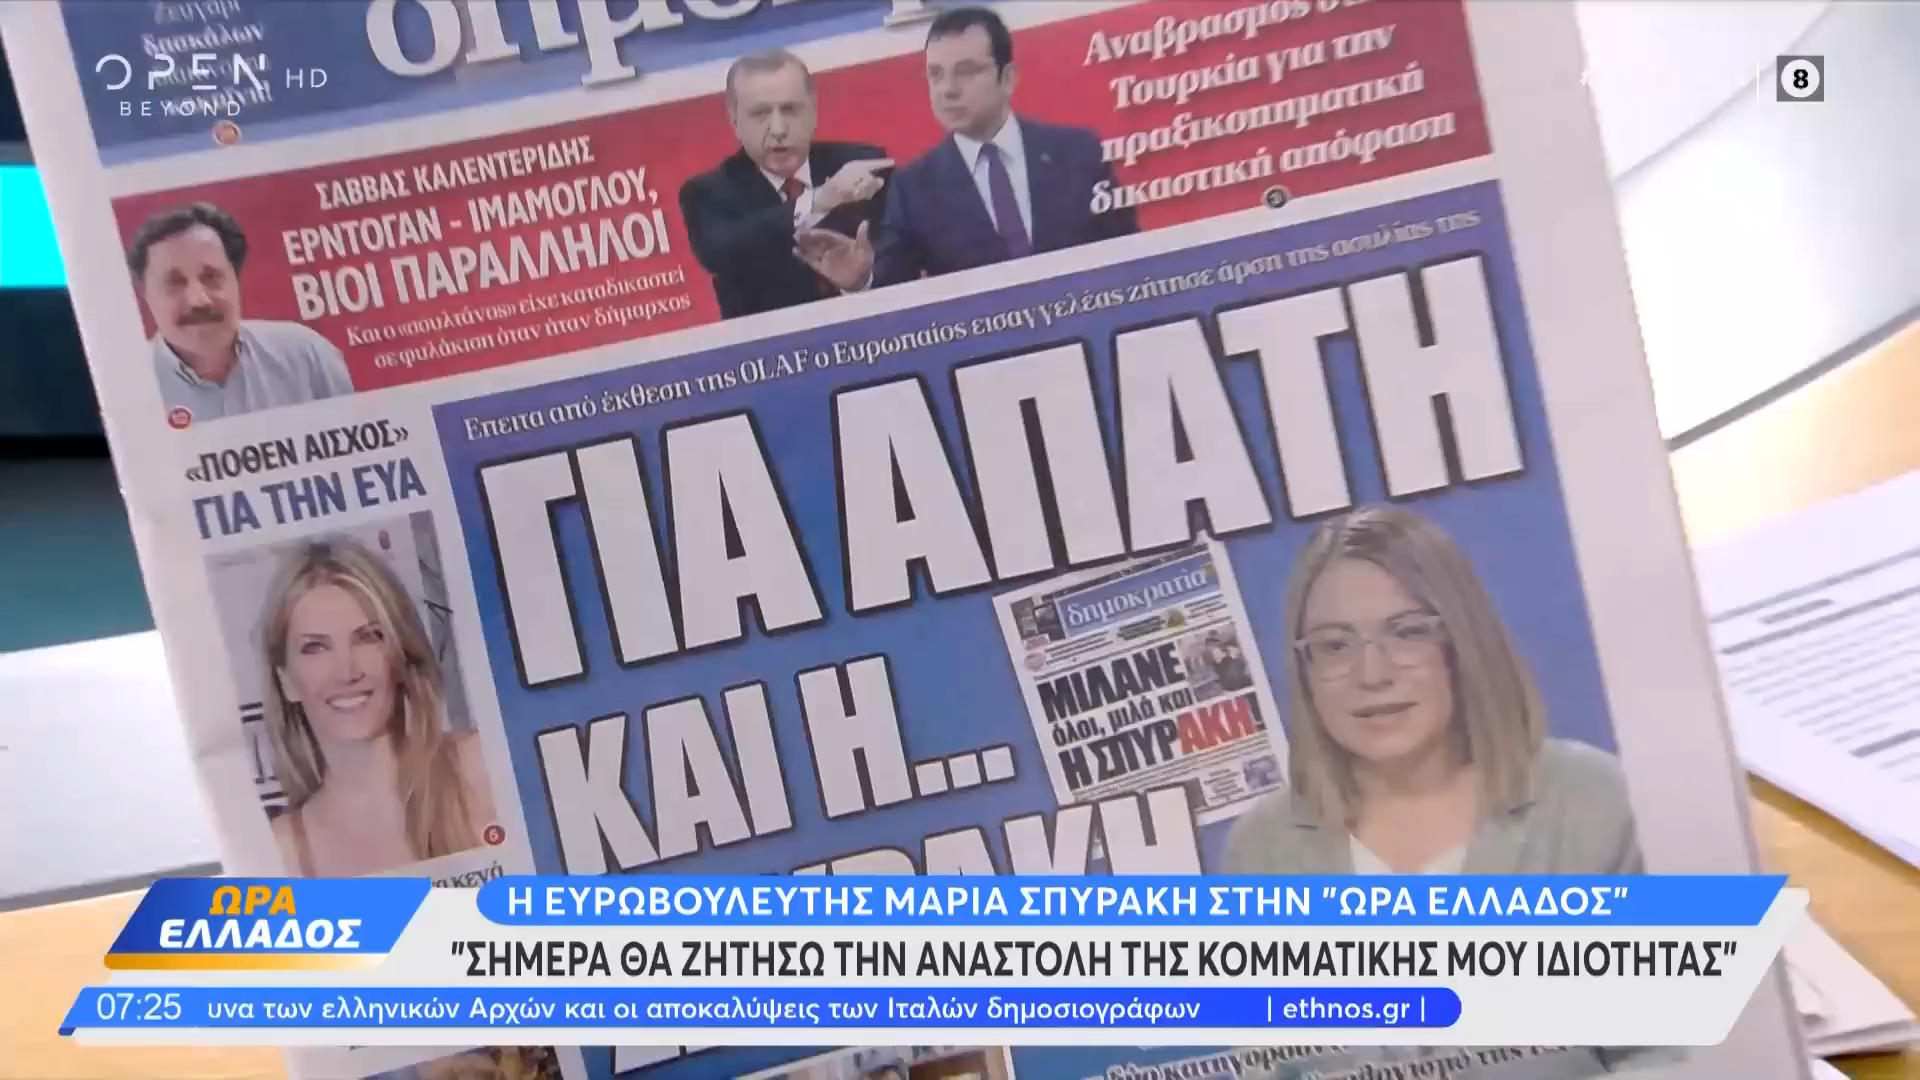 Ζευγάρι
δασκάλων
OPEN HD
BEYOND
8
ΣΑΒΒΑΣ ΚΑΛΕΝΤΕΡΙΔΗΣ
ΕΡΝΤΟΓΑΝ - ΙΜΑΜΟΓΛΟΥ,
ΒΙΟΙ ΠΑΡΑΛΛΗΛΟΙ
Και ο «σουλτάνος» είχε καταδικαστεί
σε φυλάκιση όταν ήταν δήμαρχος
Αναβρασμός
Τουρκία για την
πραξικοπηματική
δικαστική απόφαση
Επειτα από έκθεση της OLAF ο Ευρωπαίος εισαγγελέας ζήτησε άρση της ασυλίας της
«ΠΟΘΕΝ ΑΙΣΧΟΣ»
ΓΙΑ ΤΗΝ ΕΥΑ
6
ΓΙΑ ΑΠΑΤΗ
ΚΑΙ Η...
δημοκρατία
ΜΙΛΑΝΕ
όλοι, μιλά και
Η ΣΠΥΡΑΚΗ!
ΩΡΑ
ΕΛΛΑΔΟΣ
Η ΕΥΡΩΒΟΥΛΕΥΤΗΣ ΜΑΡΙΑ ΣΠΥΡΑΚΗ ΣΤΗΝ "ΩΡΑ ΕΛΛΑΔΟΣ"
"ΣΗΜΕΡΑ ΘΑ ΖΗΤΗΣΩ ΤΗΝ ΑΝΑΣΤΟΛΗ ΤΗΣ ΚΟΜΜΑΤΙΚΗΣ ΜΟΥ ΙΔΙΟΤΗΤΑΣ"
07:25 υνα των ελληνικών Αρχών και οι αποκαλύψεις των Ιταλών δημοσιογράφων | ethnos.gr |